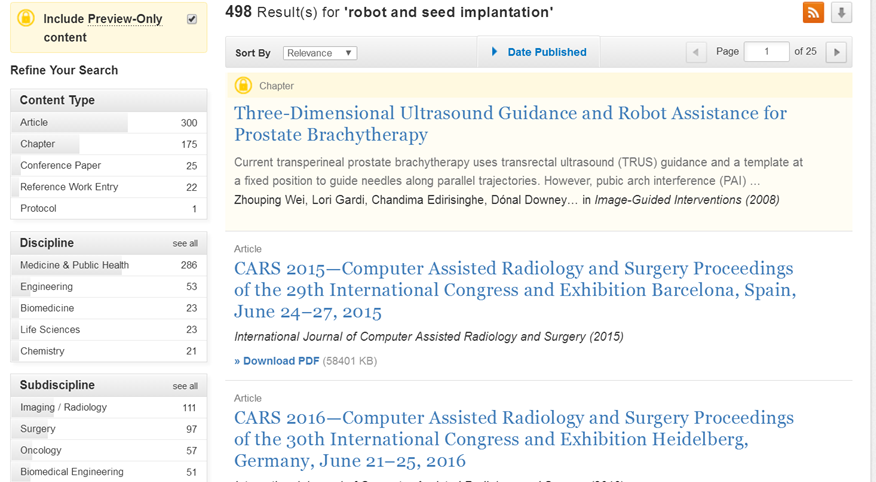 Include Preview-Only
content
Refine Your Search
Content Type
Article 300
Chapter 175
Conference Paper 25
Reference Work Entry 22
Protocol 1
Discipline see all
Medicine & Public Health 286
Engineering 53
Biomedicine 23
Life Sciences 23
Chemistry 21
Subdiscipline see all
Imaging / Radiology 111
Surgery 97
Oncology 57
Biomedical Engineering 51
498 Result(s) for 'robot and seed implantation'
Sort By Relevance Date Published Page 1 of 25
Chapter
Three-Dimensional Ultrasound Guidance and Robot Assistance for
Prostate Brachytherapy
Current transperineal prostate brachytherapy uses transrectal ultrasound (TRUS) guidance and a template at
a fixed position to guide needles along parallel trajectories. However, pubic arch interference (PAI) ...
Zhouping Wei, Lori Gardi, Chandima Edirisinghe, Dónal Downey… in Image-Guided Interventions (2008)
Article
CARS 2015—Computer Assisted Radiology and Surgery Proceedings
of the 29th International Congress and Exhibition Barcelona, Spain,
June 24–27, 2015
International Journal of Computer Assisted Radiology and Surgery (2015)
» Download PDF (58401 KB)
Article
CARS 2016—Computer Assisted Radiology and Surgery Proceedings
of the 30th International Congress and Exhibition Heidelberg,
Germany, June 21–25, 2016